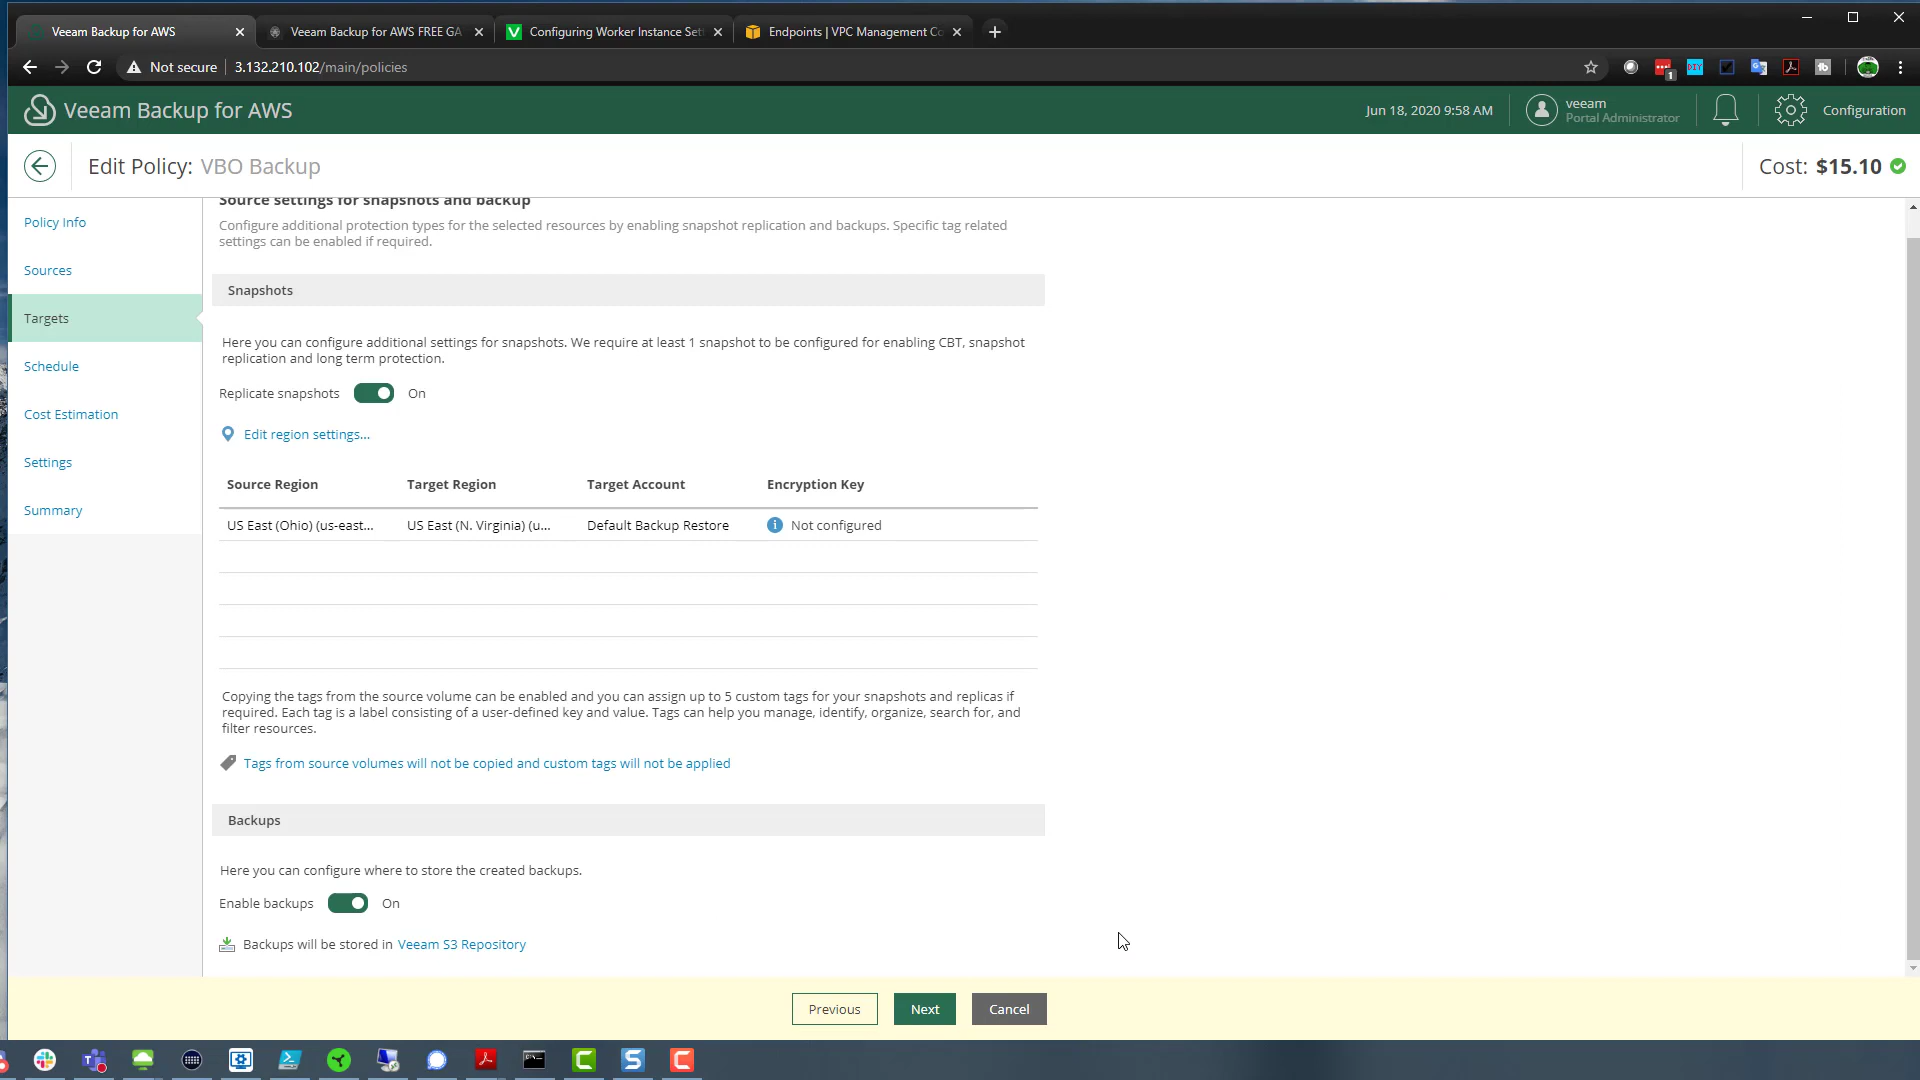 Veeam Backup for AWS
Veeam Backup for AWS FREE GA
Configuring Worker Instance Set
Endpoints | VPC Management Co
Not secure
3.132.210.102/main/policies
1
DIY
Veeam Backup for AWS
Jun 18, 2020 9:58 AM
veeam
Portal Administrator
Configuration
Edit Policy: VBO Backup
Cost: $15.10
Policy Info
Sources
Targets
Schedule
Cost Estimation
Settings
Summary
Source settings for snapshots and backup
Configure additional protection types for the selected resources by enabling snapshot replication and backups. Specific tag related
settings can be enabled if required.
Snapshots
Here you can configure additional settings for snapshots. We require at least 1 snapshot to be configured for enabling CBT, snapshot
replication and long term protection.
Replicate snapshots On
Edit region settings...
Source Region Target Region Target Account Encryption Key
US East (Ohio) (us-east... US East (N. Virginia) (u... Default Backup Restore Not configured
Copying the tags from the source volume can be enabled and you can assign up to 5 custom tags for your snapshots and replicas if
required. Each tag is a label consisting of a user-defined key and value. Tags can help you manage, identify, organize, search for, and
filter resources.
Tags from source volumes will not be copied and custom tags will not be applied
Backups
Here you can configure where to store the created backups.
Enable backups On
Backups will be stored in Veeam S3 Repository
Previous
Next
Cancel